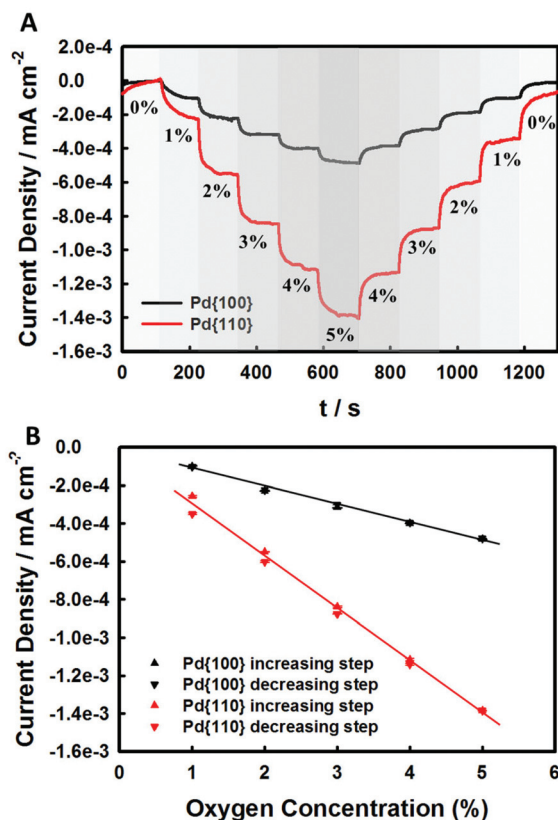 A
2.0e-4
0.0
-2.0e-4
-4.0e-4
-6.0e-4
-8.0e-4
-1.0e-3
-1.2e-3
-1.4e-3
-1.6e-3
Current Density / mA cm-2
0%
1%
2%
3%
4%
5%
4%
3%
2%
1%
0%
Pd{100}
Pd{110}
0 200 400 600 800 1000 1200
t / s
B
0.0
-2.0e-4
-4.0e-4
-6.0e-4
-8.0e-4
-1.0e-3
-1.2e-3
-1.4e-3
-1.6e-3
Current Density / mA cm-2
Pd{100} increasing step
Pd{100} decreasing step
Pd{110} increasing step
Pd{110} decreasing step
0 1 2 3 4 5 6
Oxygen Concentration (%)